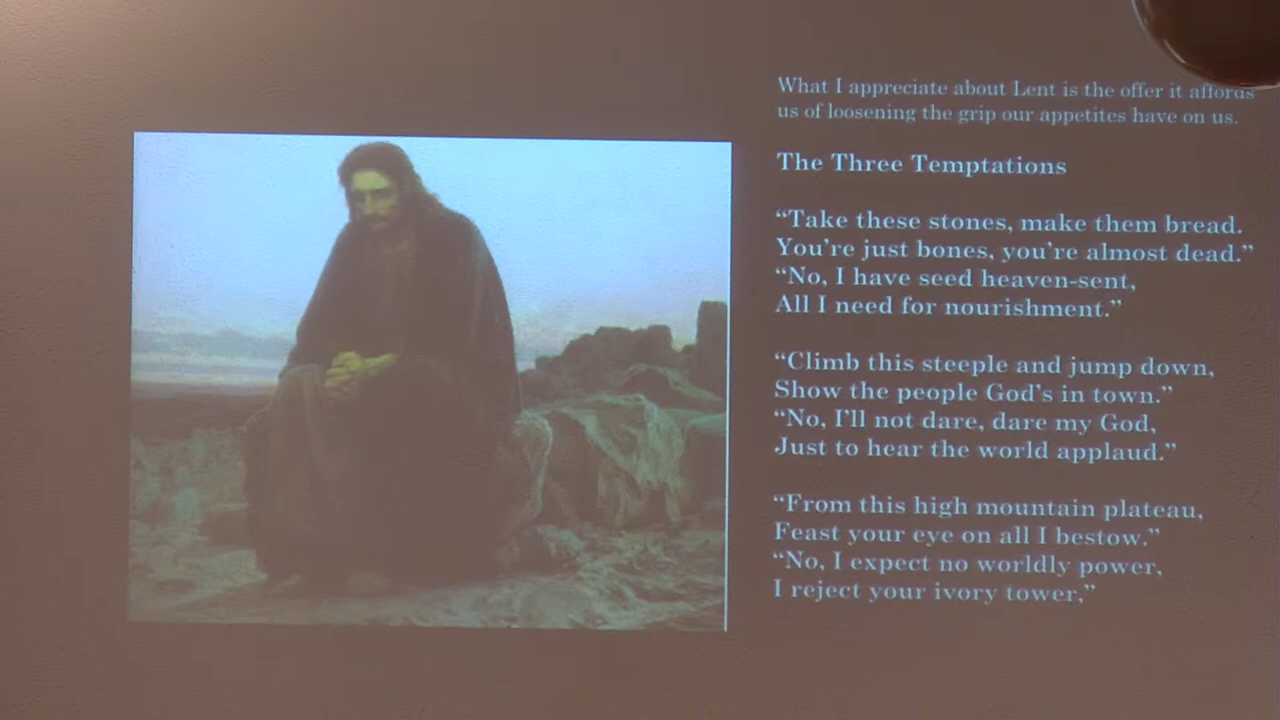 What I appreciate about Lent is the offer it affords
us of loosening the grip our appetites have on us.
The Three Temptations
“Take these stones, make them bread.
You’re just bones, you’re almost dead.”
“No, I have seed heaven-sent,
All I need for nourishment.”
“Climb this steeple and jump down,
Show the people God’s in town.”
“No, I’ll not dare, dare my God,
Just to hear the world applaud.”
“From this high mountain plateau,
Feast your eye on all I bestow.”
“No, I expect no worldly power,
I reject your ivory tower,”